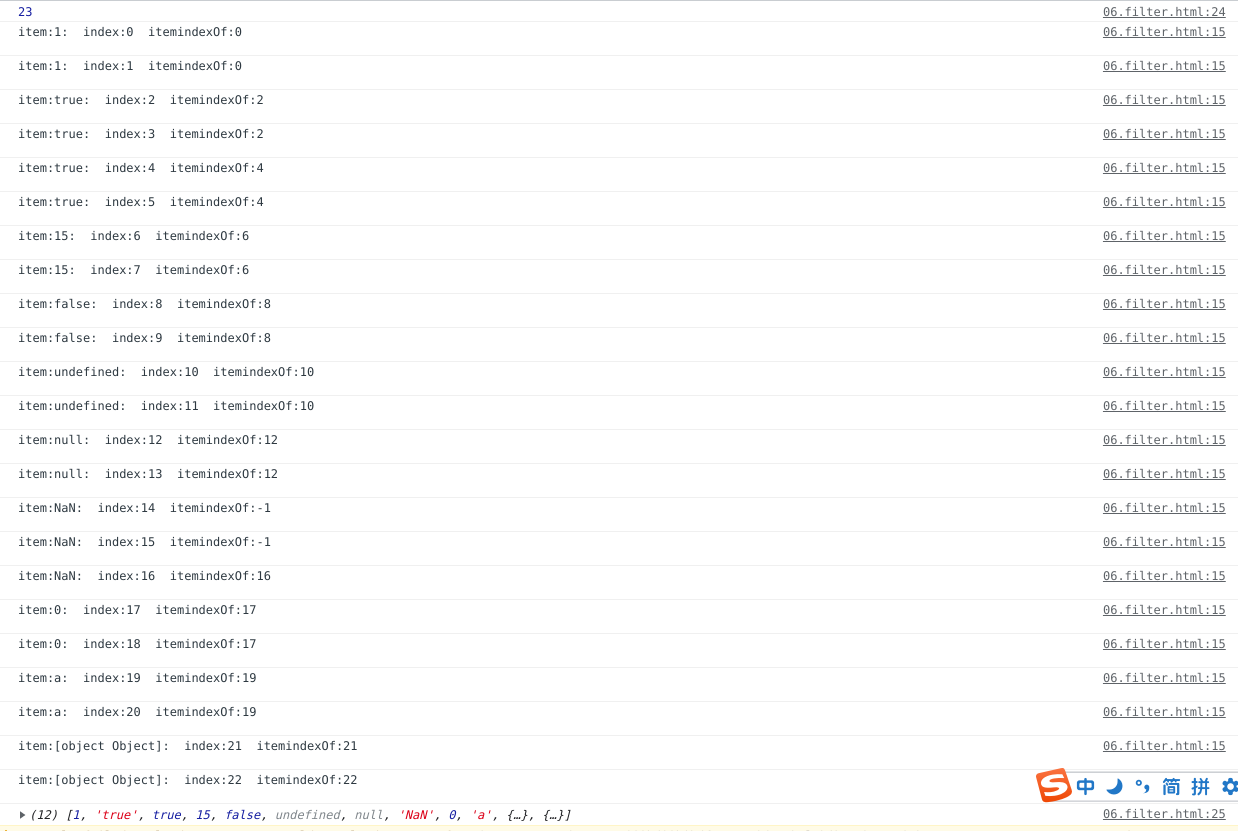 23 06.filter.html:24
item:1:  index:0  itemindexOf:0 06.filter.html:15
item:1:  index:1  itemindexOf:0 06.filter.html:15
item:true:  index:2  itemindexOf:2 06.filter.html:15
item:true:  index:3  itemindexOf:2 06.filter.html:15
item:true:  index:4  itemindexOf:4 06.filter.html:15
item:true:  index:5  itemindexOf:4 06.filter.html:15
item:15:  index:6  itemindexOf:6 06.filter.html:15
item:15:  index:7  itemindexOf:6 06.filter.html:15
item:false:  index:8  itemindexOf:8 06.filter.html:15
item:false:  index:9  itemindexOf:8 06.filter.html:15
item:undefined:  index:10  itemindexOf:10 06.filter.html:15
item:undefined:  index:11  itemindexOf:10 06.filter.html:15
item:null:  index:12  itemindexOf:12 06.filter.html:15
item:null:  index:13  itemindexOf:12 06.filter.html:15
item:NaN:  index:14  itemindexOf:-1 06.filter.html:15
item:NaN:  index:15  itemindexOf:-1 06.filter.html:15
item:NaN:  index:16  itemindexOf:16 06.filter.html:15
item:0:  index:17  itemindexOf:17 06.filter.html:15
item:0:  index:18  itemindexOf:17 06.filter.html:15
item:a:  index:19  itemindexOf:19 06.filter.html:15
item:a:  index:20  itemindexOf:19 06.filter.html:15
item:[object Object]:  index:21  itemindexOf:21 06.filter.html:15
item:[object Object]:  index:22  itemindexOf:22
S 中 °, 简 拼
(12) [1, 'true', true, 15, false, undefined, null, 'NaN', 0, 'a', {…}, {…}] 06.filter.html:25